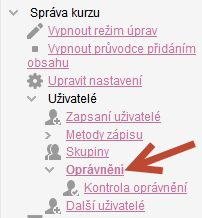 Správa kurzu
Vypnout režim úprav
Vypnout průvodce přidáním
obsahu
Upravit nastavení
Uživatelé
Zapsaní uživatelé
Metody zápisu
Skupiny
Oprávnění
Kontrola oprávnění
Další uživatelé